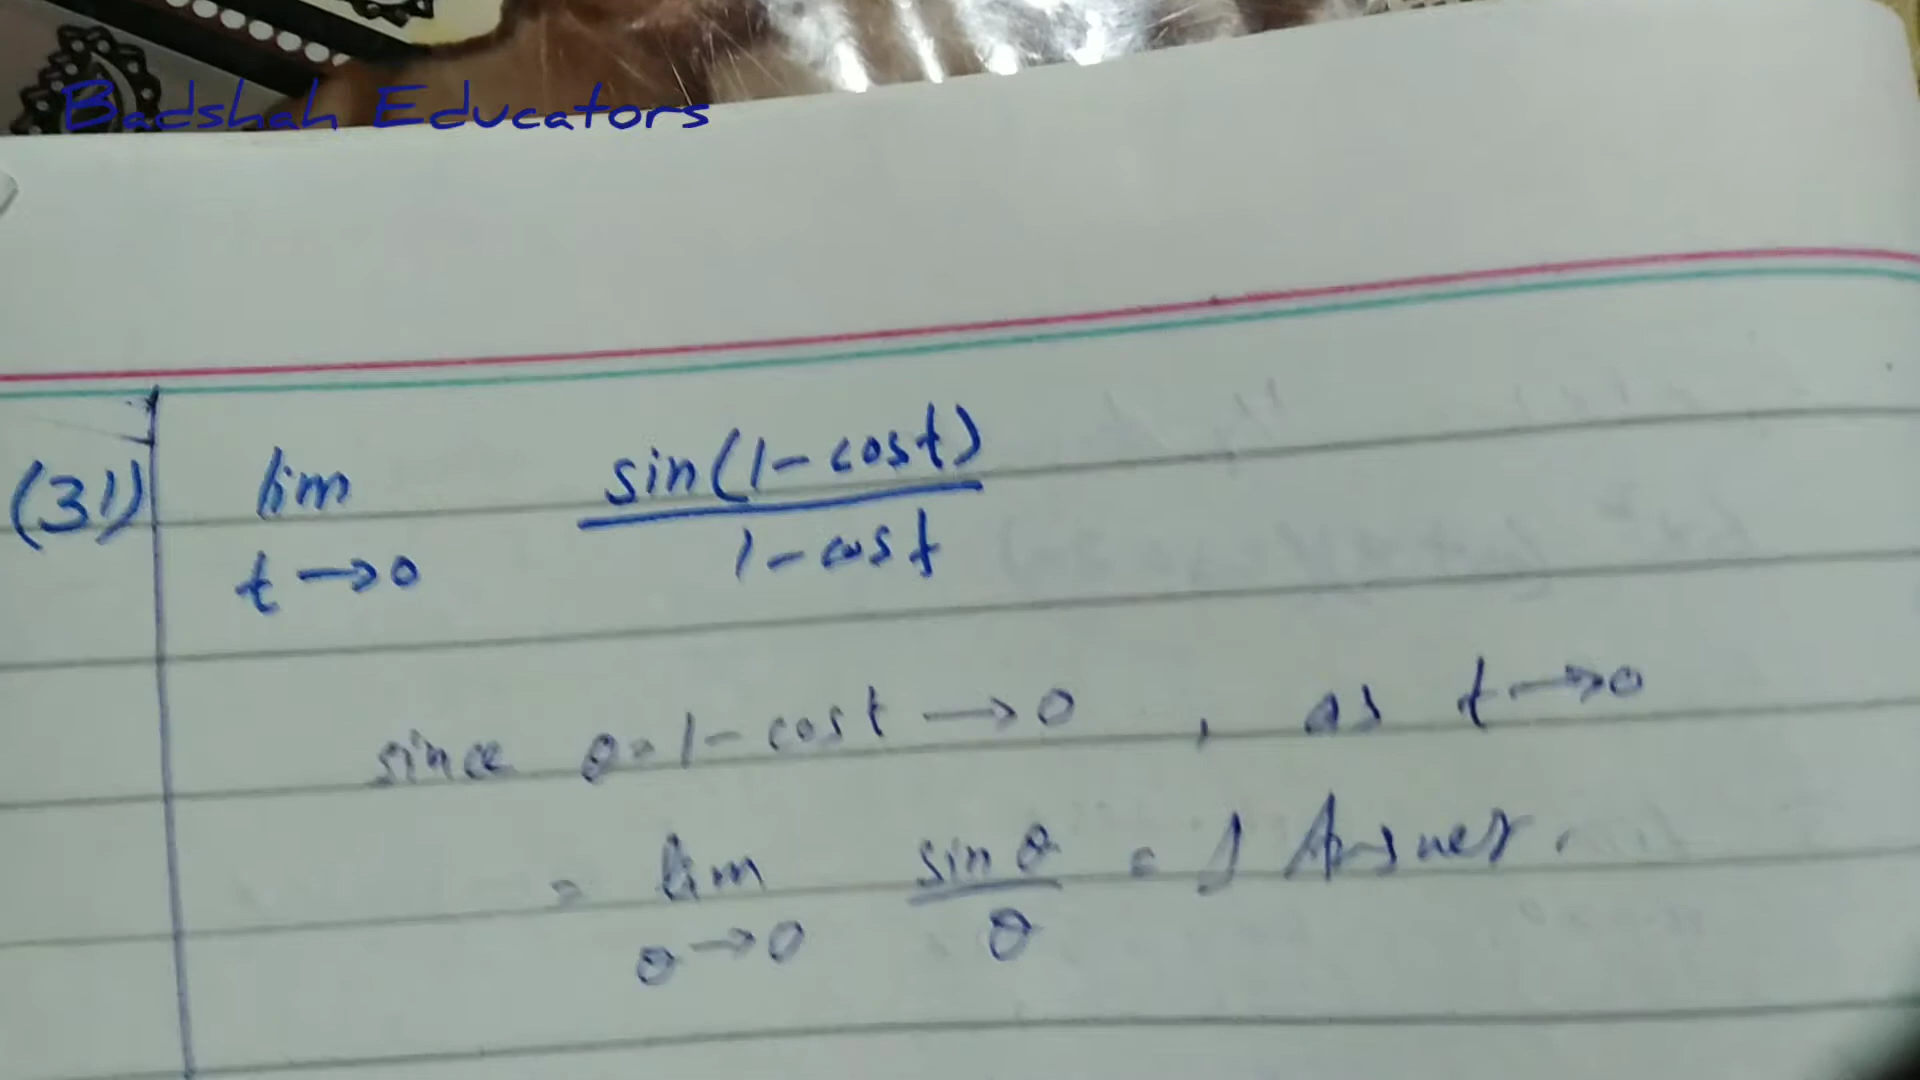 Badshah Educators
(31) lim t→0 sin(1-cost) / 1-cost
since θ=1-cost→0, as t→0
= lim θ→0 sinθ / θ = 1 Answer.